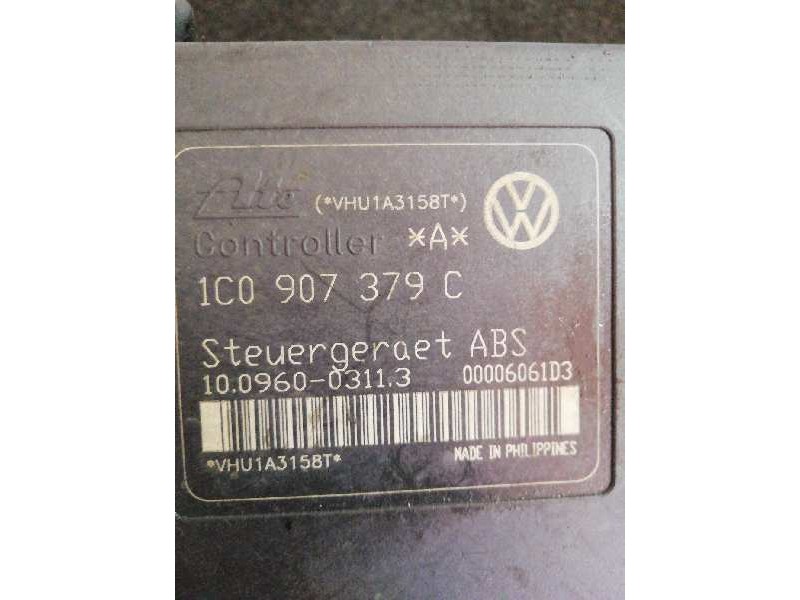 Ate (*VHU1A3158T*)
Controller *A*
1C0 907 379 C
Steuergeraet ABS
10.0960-0311.3 00006061D3
*VHU1A3158T* MADE IN PHILIPPINES